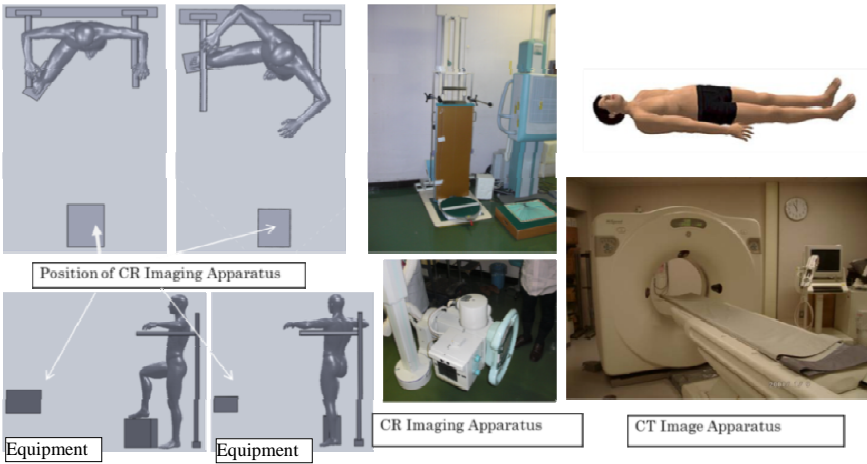 Position of CR Imaging Apparatus
Equipment
Equipment
CR Imaging Apparatus
CT Image Apparatus